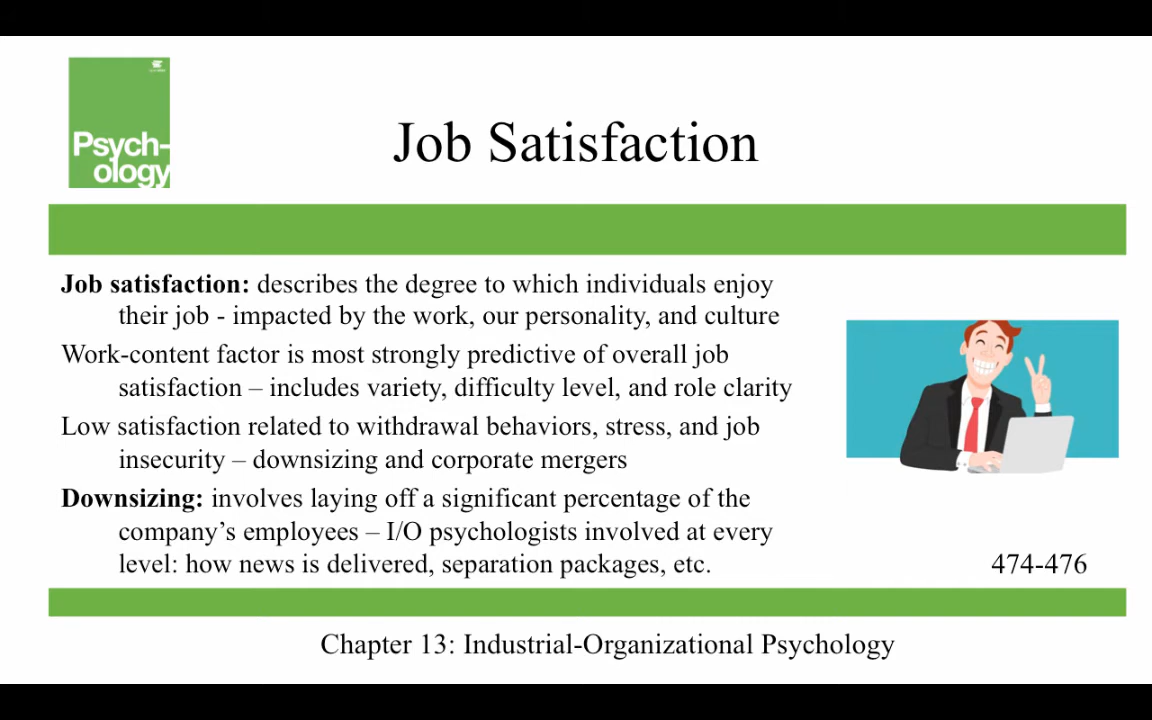 Psych-
ology
Job Satisfaction
Job satisfaction: describes the degree to which individuals enjoy
their job - impacted by the work, our personality, and culture
Work-content factor is most strongly predictive of overall job
satisfaction – includes variety, difficulty level, and role clarity
Low satisfaction related to withdrawal behaviors, stress, and job
insecurity – downsizing and corporate mergers
Downsizing: involves laying off a significant percentage of the
company’s employees – I/O psychologists involved at every
level: how news is delivered, separation packages, etc.
474-476
Chapter 13: Industrial-Organizational Psychology